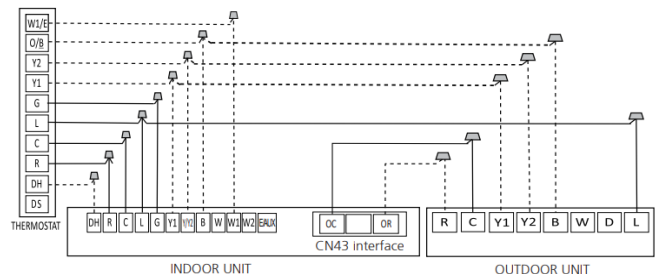 W1/E
O/B
Y2
Y1
G
L
C
R
DH
DS
THERMOSTAT
DH R C L G Y1 Y/Y2 B W W1 W2 EAUX
OC OR
CN43 interface
INDOOR UNIT
R C Y1 Y2 B W D L
OUTDOOR UNIT